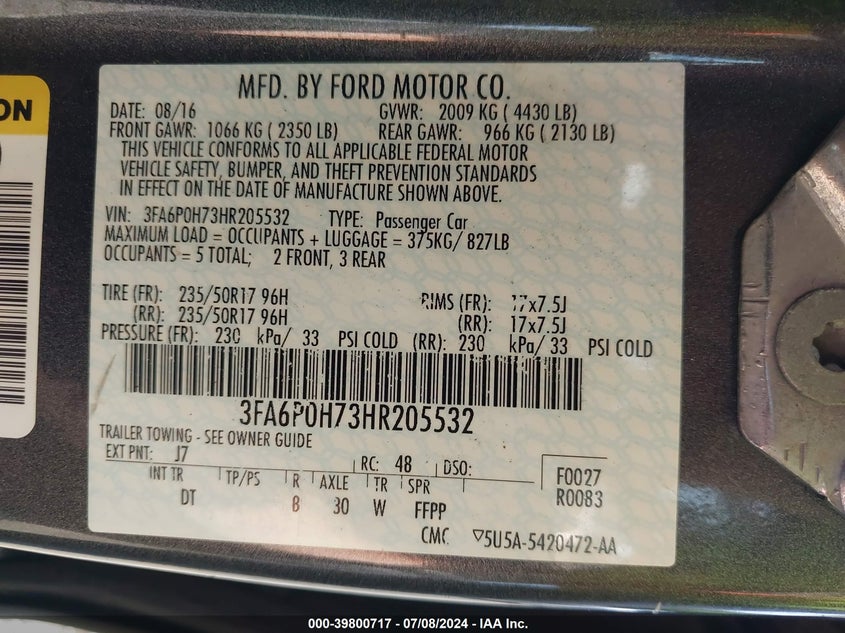 ON
MFD. BY FORD MOTOR CO.
DATE: 08/16 GVWR: 2009 KG ( 4430 LB)
FRONT GAWR: 1066 KG ( 2350 LB) REAR GAWR: 966 KG ( 2130 LB)
THIS VEHICLE CONFORMS TO ALL APPLICABLE FEDERAL MOTOR
VEHICLE SAFETY, BUMPER, AND THEFT PREVENTION STANDARDS
IN EFFECT ON THE DATE OF MANUFACTURE SHOWN ABOVE.
VIN: 3FA6P0H73HR205532 TYPE: Passenger Car
MAXIMUM LOAD = OCCUPANTS + LUGGAGE = 375KG/ 827LB
OCCUPANTS = 5 TOTAL; 2 FRONT, 3 REAR
TIRE (FR): 235/50R17 96H RIMS (FR): 17x7.5J
(RR): 235/50R17 96H (RR): 17x7.5J
PRESSURE (FR): 230 kPa/ 33 PSI COLD (RR): 230 kPa/ 33 PSI COLD
3FA6P0H73HR205532
TRAILER TOWING - SEE OWNER GUIDE
EXT PNT: J7 RC: 48 DSO: F0027
INT TR TP/PS R AXLE TR SPR R0083
DT B 30 W FFPP
CMC ▽5U5A-5420472-AA
000-39800717 - 07/08/2024 - IAA Inc.